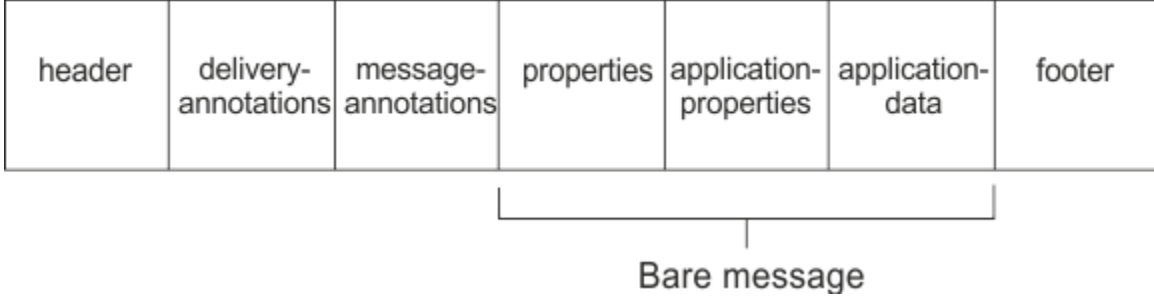 header
delivery-
annotations
message-
annotations
properties
application-
properties
application-
data
footer
Bare message